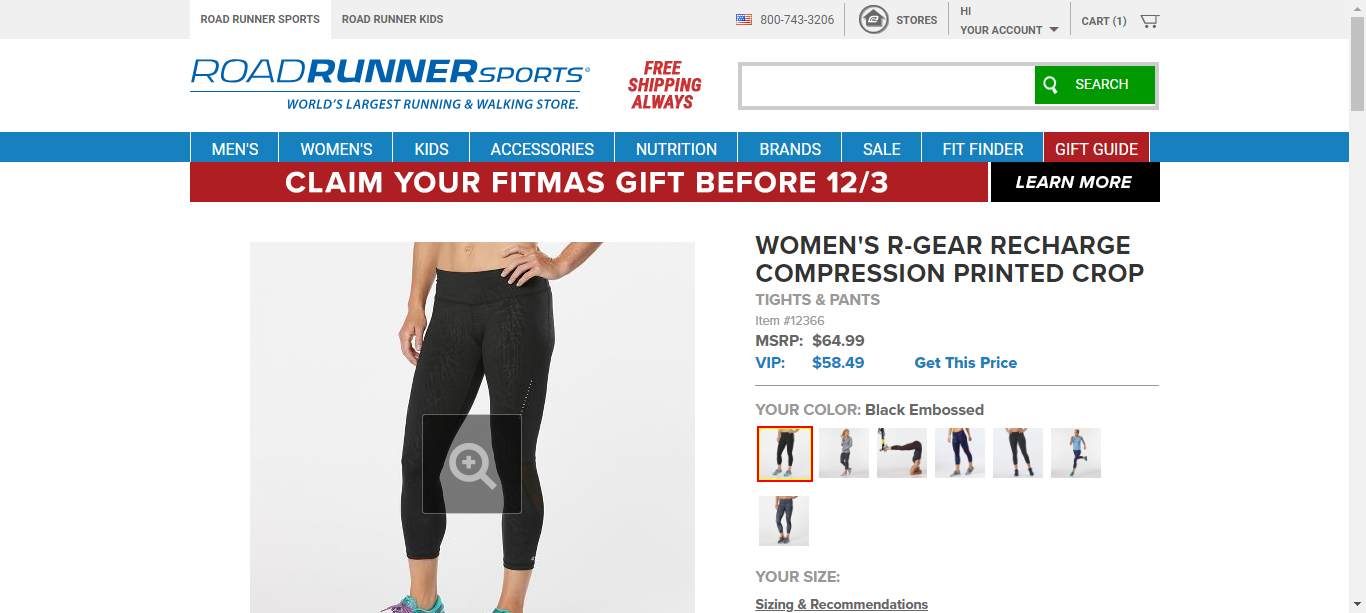 ROAD RUNNER SPORTS
ROAD RUNNER KIDS
800-743-3206
STORES
HI
YOUR ACCOUNT
CART (1)
ROADRUNNERSPORTS®
WORLD'S LARGEST RUNNING & WALKING STORE.
FREE
SHIPPING
ALWAYS
SEARCH
MEN'S
WOMEN'S
KIDS
ACCESSORIES
NUTRITION
BRANDS
SALE
FIT FINDER
GIFT GUIDE
CLAIM YOUR FITMAS GIFT BEFORE 12/3
LEARN MORE
WOMEN'S R-GEAR RECHARGE
COMPRESSION PRINTED CROP
TIGHTS & PANTS
Item #12366
MSRP: $64.99
VIP: $58.49 Get This Price
YOUR COLOR: Black Embossed
YOUR SIZE:
Sizing & Recommendations